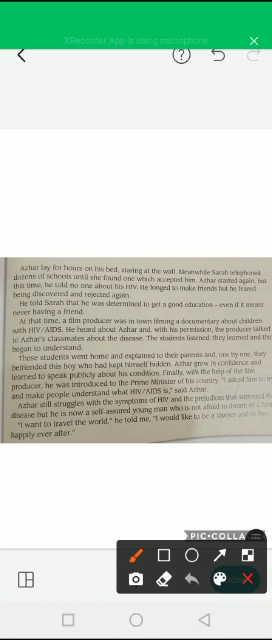 XRecorder App is using microphone
Azhar lay for hours on his bed, staring at the wall. Meanwhile Sarah telephoned
dozens of schools until she found one which accepted him. Azhar started again, but
this time, he told no one about his HIV. He longed to make friends but he feared
being discovered and rejected again.
He told Sarah that he was determined to get a good education – even if it meant
never having a friend.
At that time, a film producer was in town filming a documentary about children
with HIV/AIDS. He heard about Azhar and, with his permission, the producer talked
to Azhar's classmates about the disease. The students listened; they learned and the
began to understand.
These students went home and explained to their parents and, one by one, they
befriended this boy who had kept himself hidden. Azhar grew in confidence and
learned to speak publicly about his condition. Finally, with the help of the film
producer, he was introduced to the Prime Minister of his country. "I asked him to try
and make people understand what HIV/AIDS is," said Azhar.
Azhar still struggles with the symptoms of HIV and the prejudices that surround
disease but he is now a self-assured young man who is not afraid to dream of a
"I want to travel the world," he told me, "I would like to be a lawyer and to live
happily ever after."
PIC•COLLA